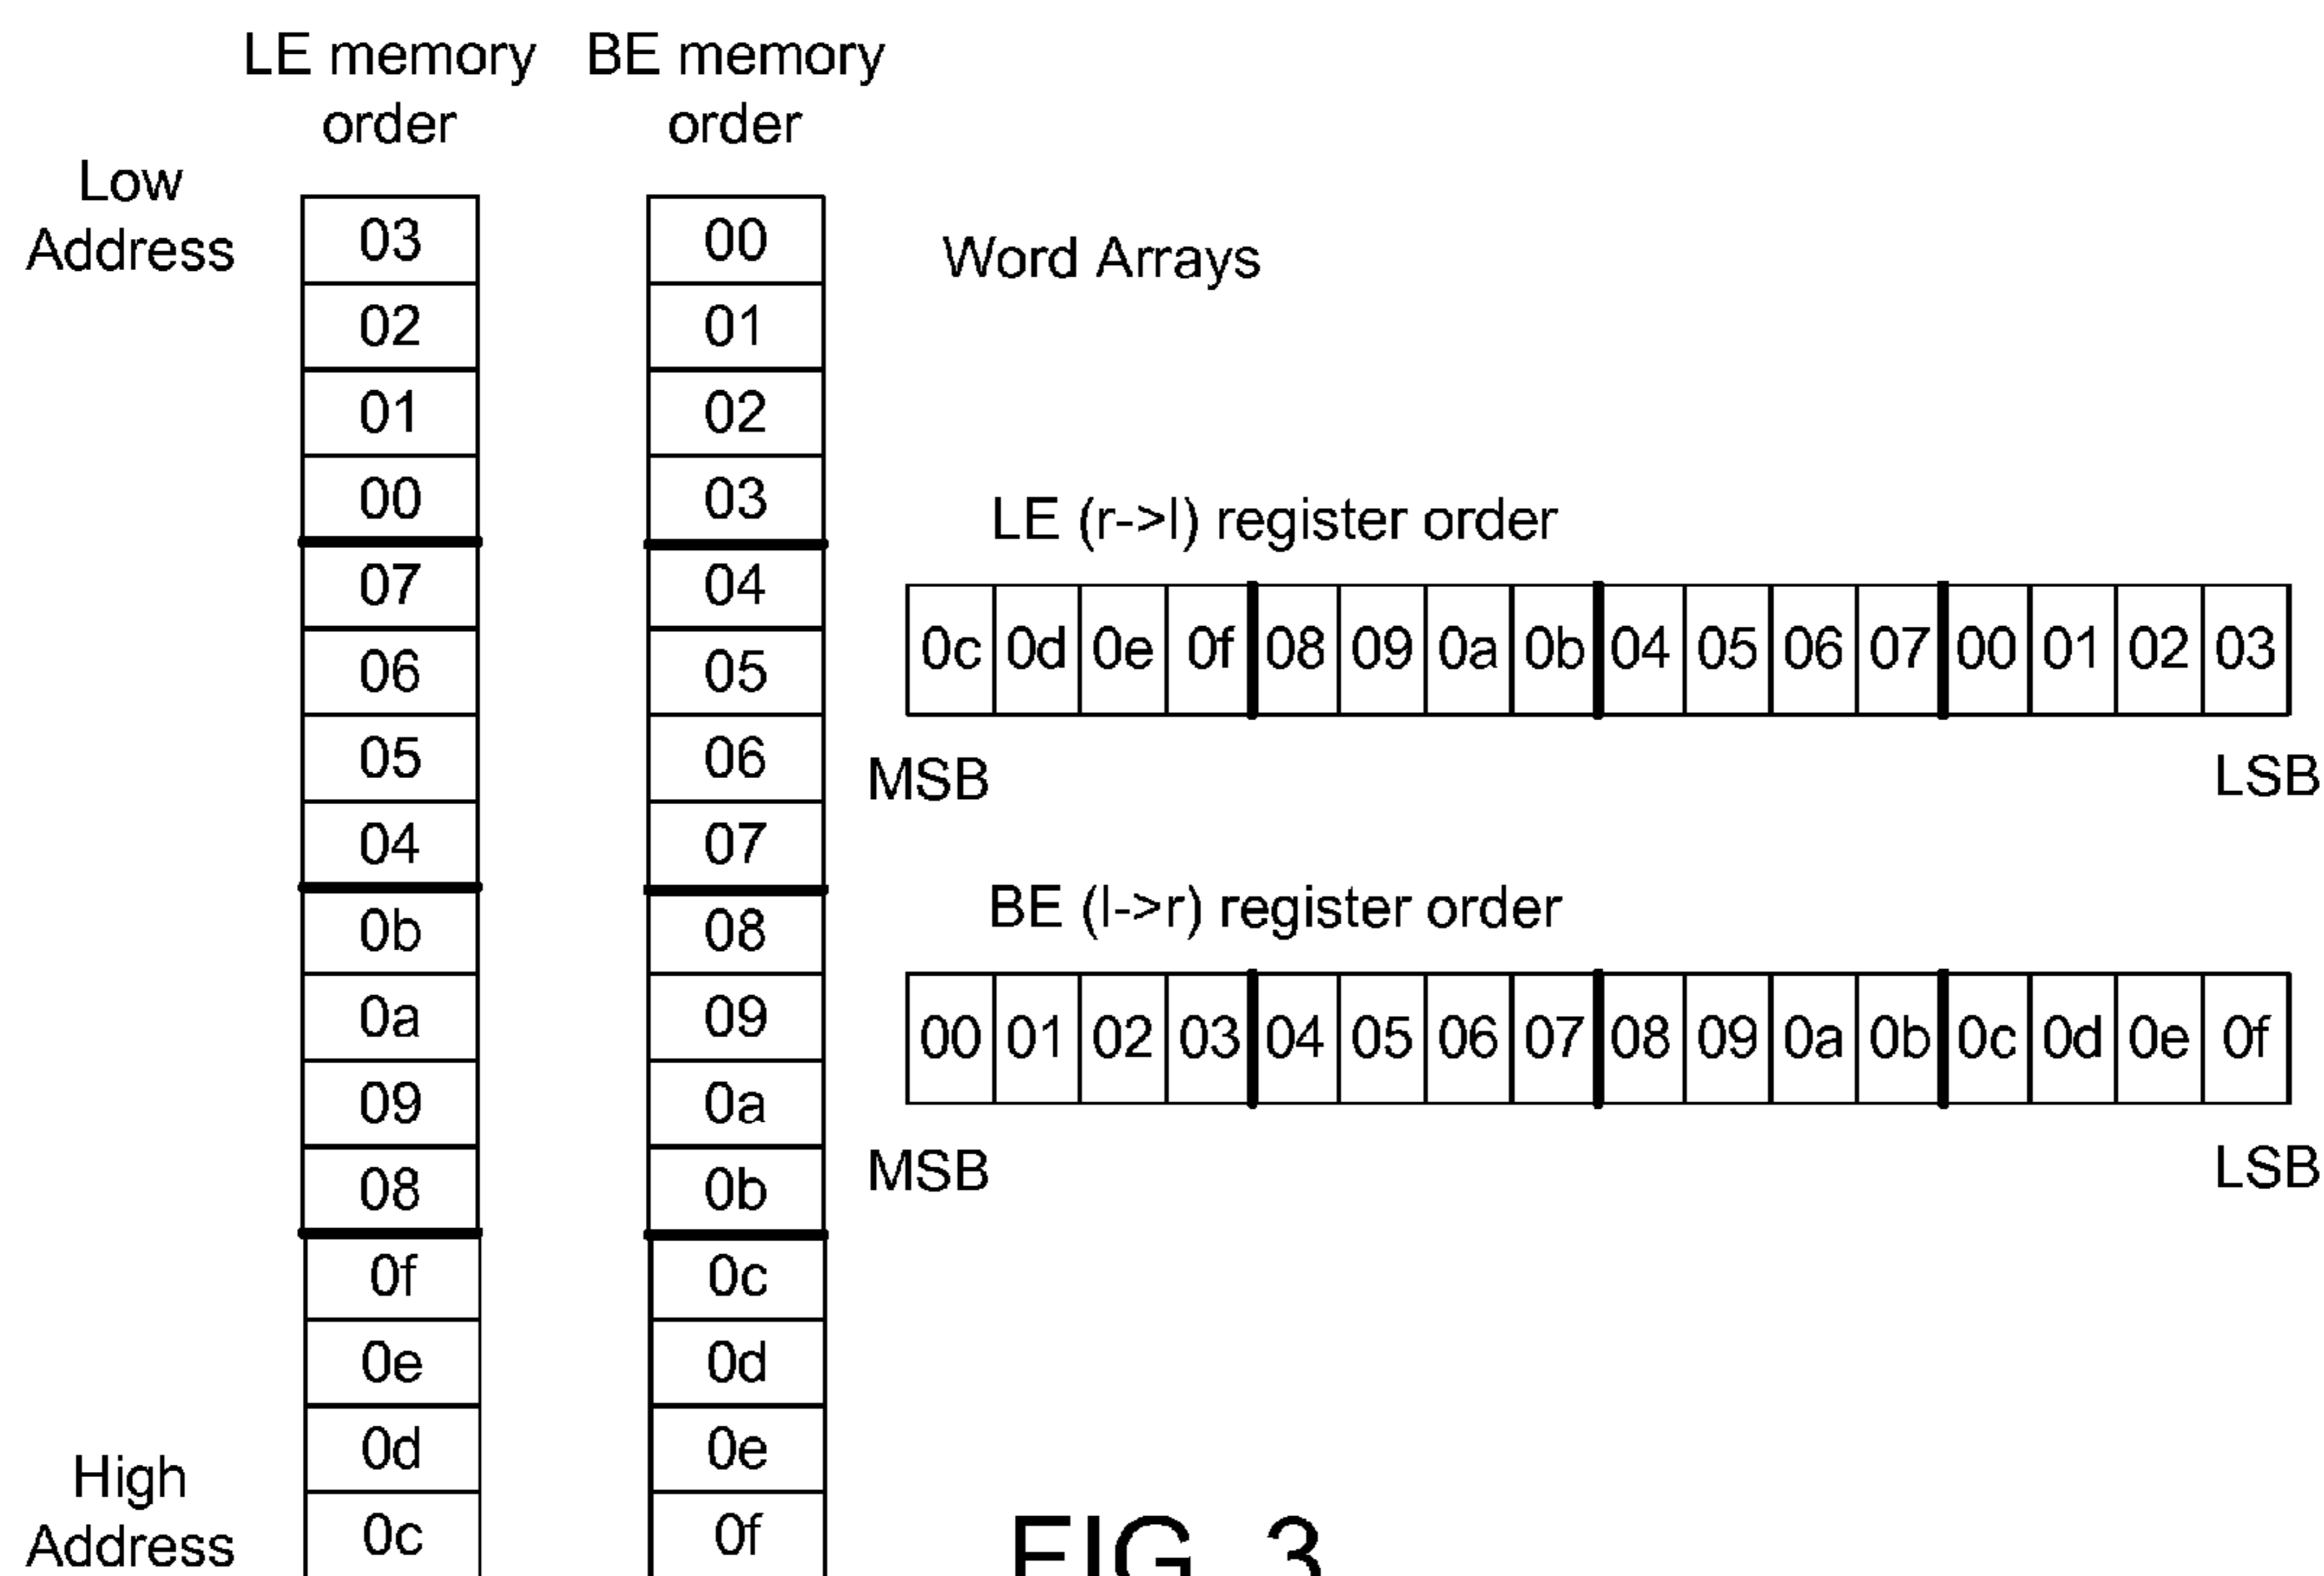 LE memory order BE memory order
Low Address
03 00
Word Arrays
02 01
01 02
00 03
LE (r->l) register order
07 04
06 05
0c 0d 0e 0f 08 09 0a 0b 04 05 06 07 00 01 02 03
05 06
MSB LSB
04 07
BE (l->r) register order
0b 08
0a 09
00 01 02 03 04 05 06 07 08 09 0a 0b 0c 0d 0e 0f
09 0a
08 0b
MSB LSB
0f 0c
0e 0d
0d 0e
High Address
0c 0f
FIG. 3